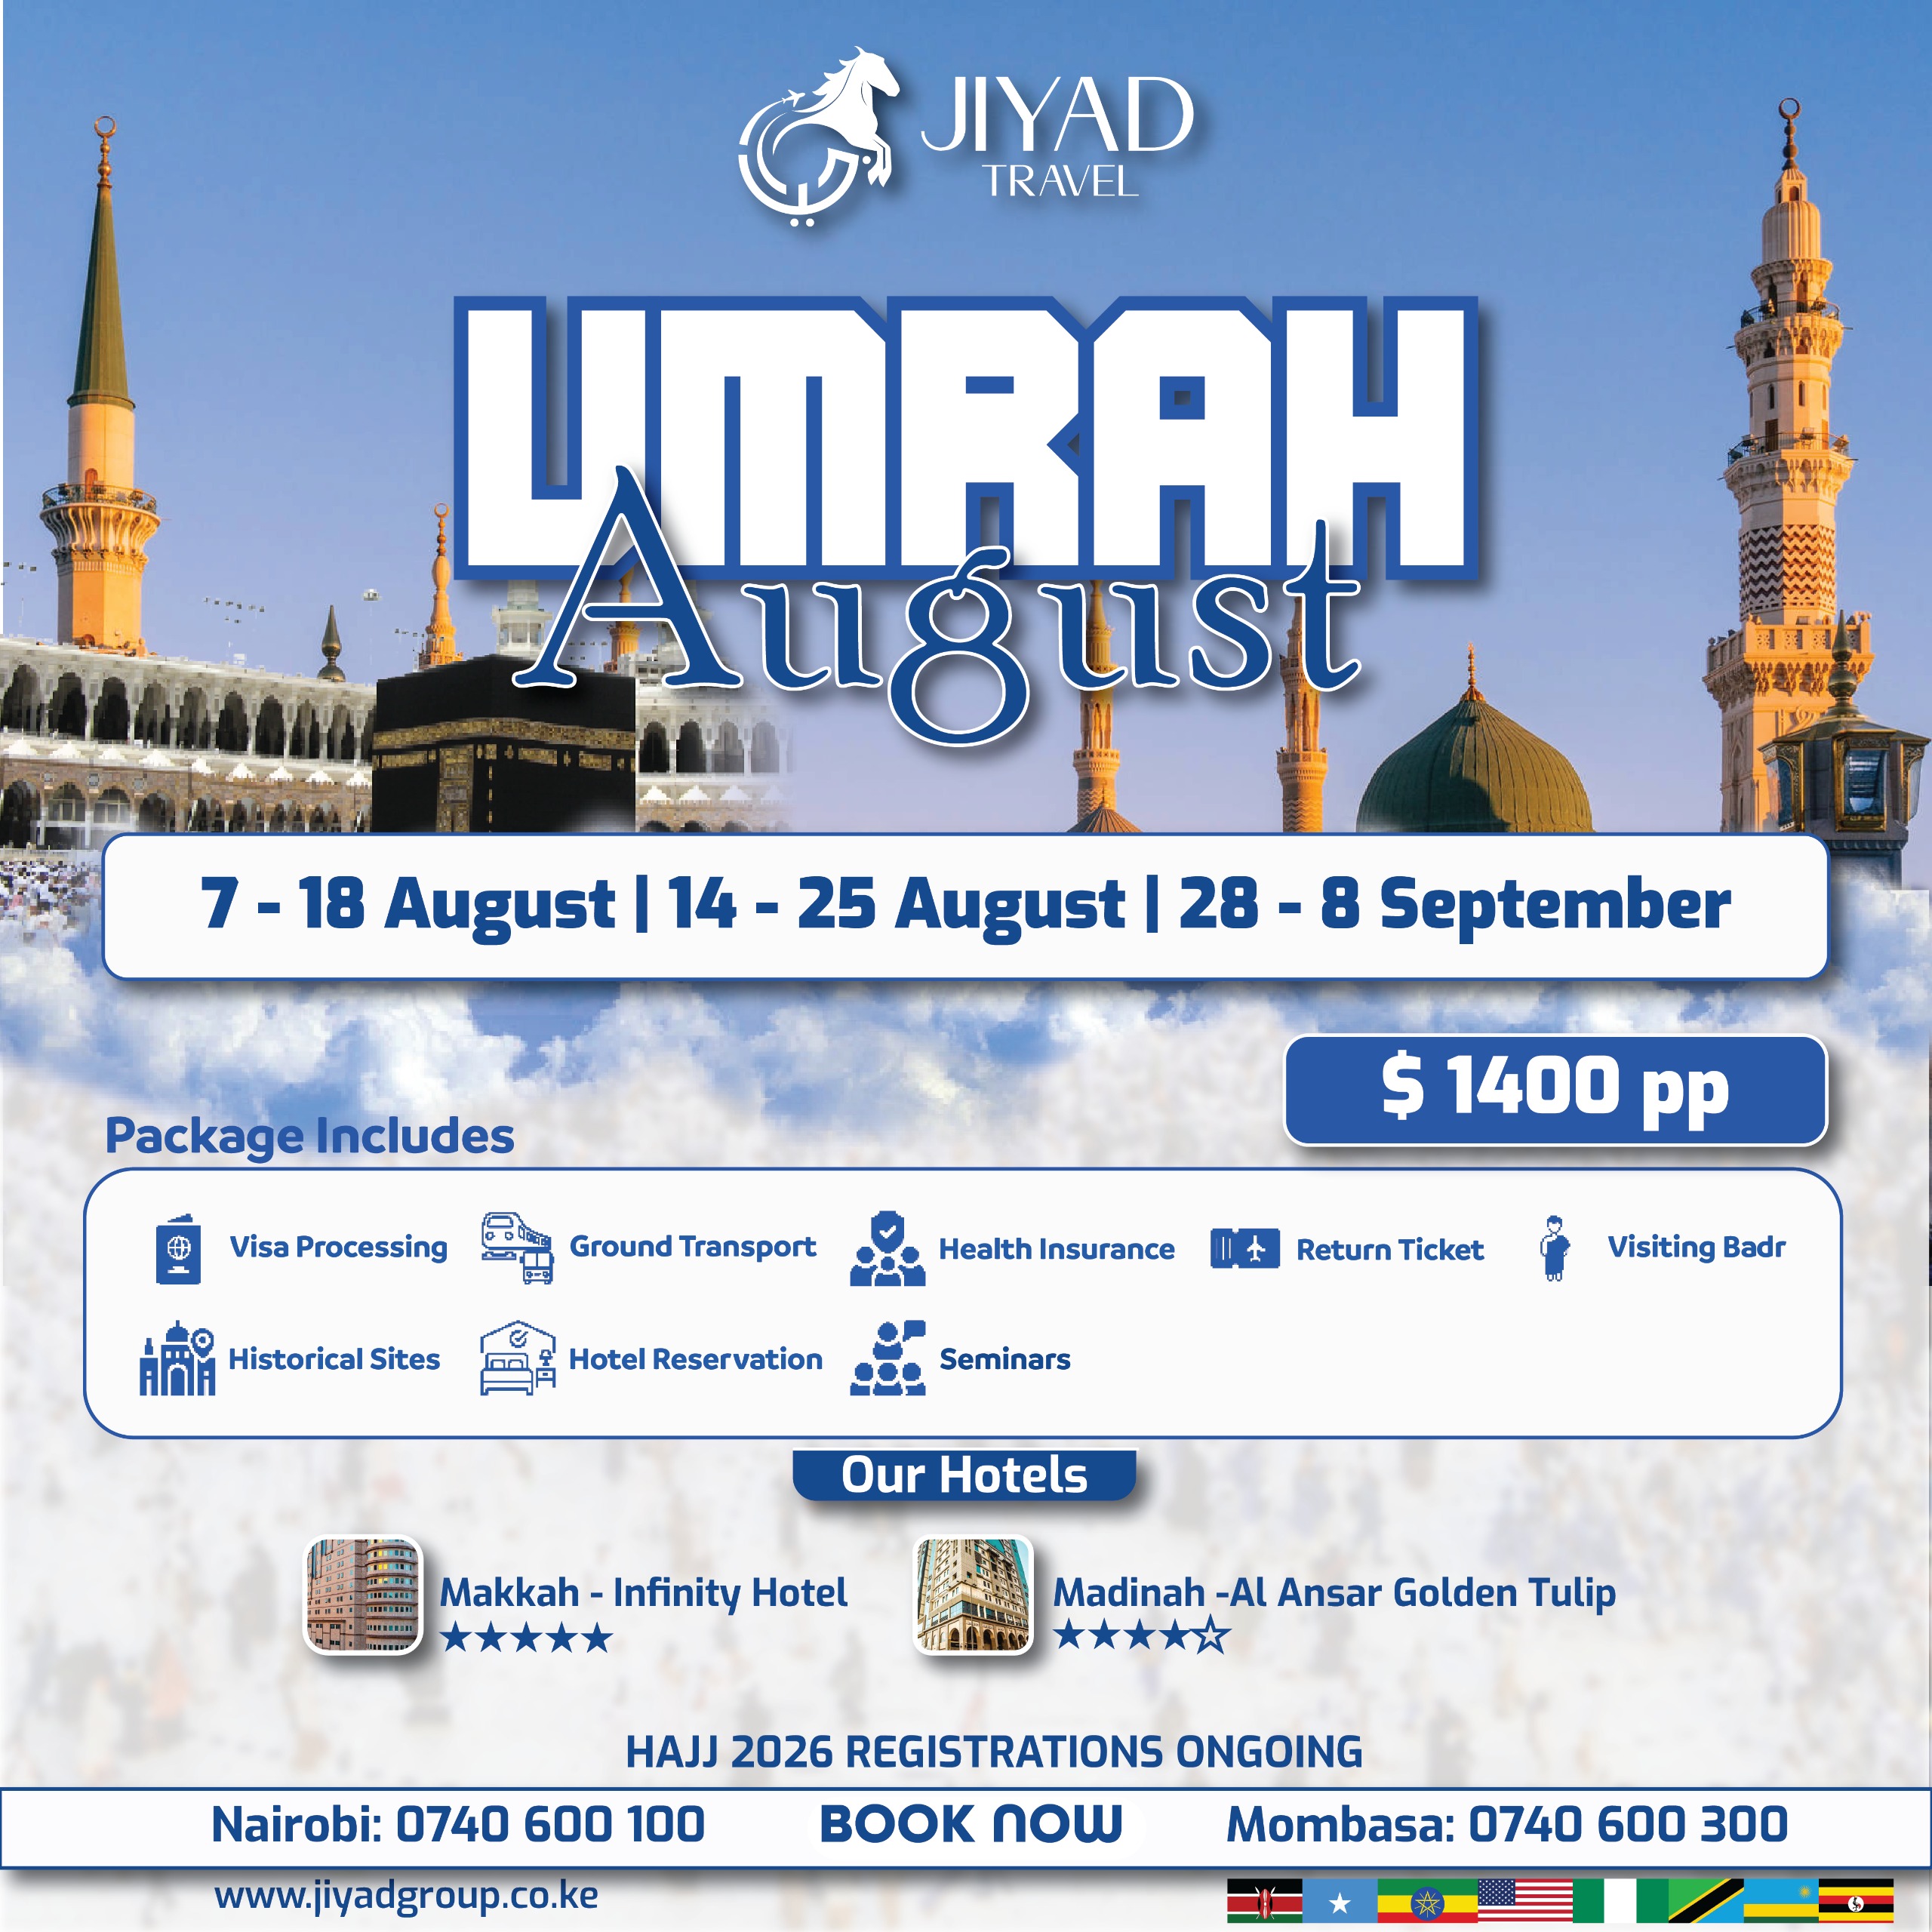 JIYAD
TRAVEL
UMRAH
August
7 - 18 August | 14 - 25 August | 28 - 8 September
$ 1400 pp
Package Includes
Visa Processing
Ground Transport
Health Insurance
Return Ticket
Visiting Badr
Historical Sites
Hotel Reservation
Seminars
Our Hotels
Makkah - Infinity Hotel
Madinah -Al Ansar Golden Tulip
HAJJ 2026 REGISTRATIONS ONGOING
Nairobi: 0740 600 100
BOOK NOW
Mombasa: 0740 600 300
www.jiyadgroup.co.ke